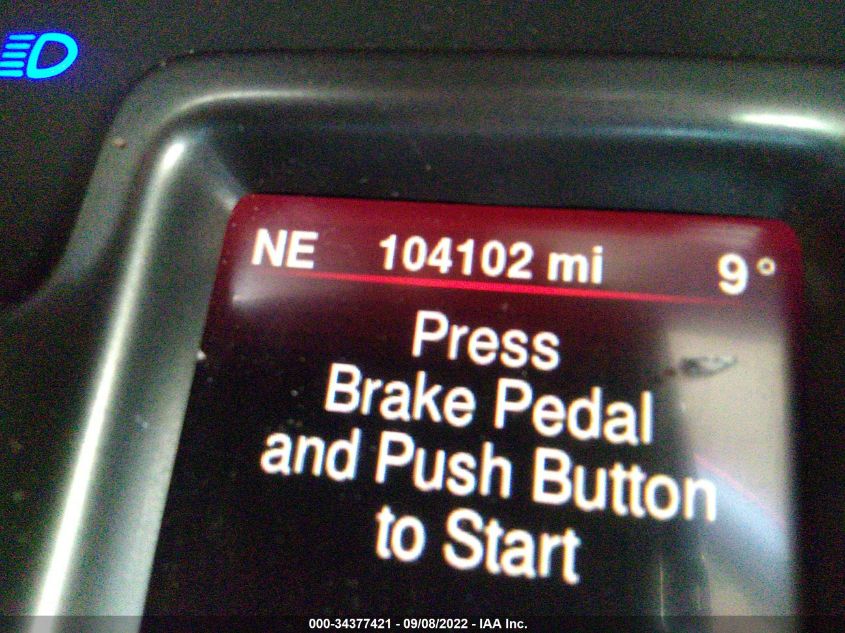 NE 104102 mi 9°
Press
Brake Pedal
and Push Button
to Start
000-34377421 - 09/08/2022 - IAA Inc.